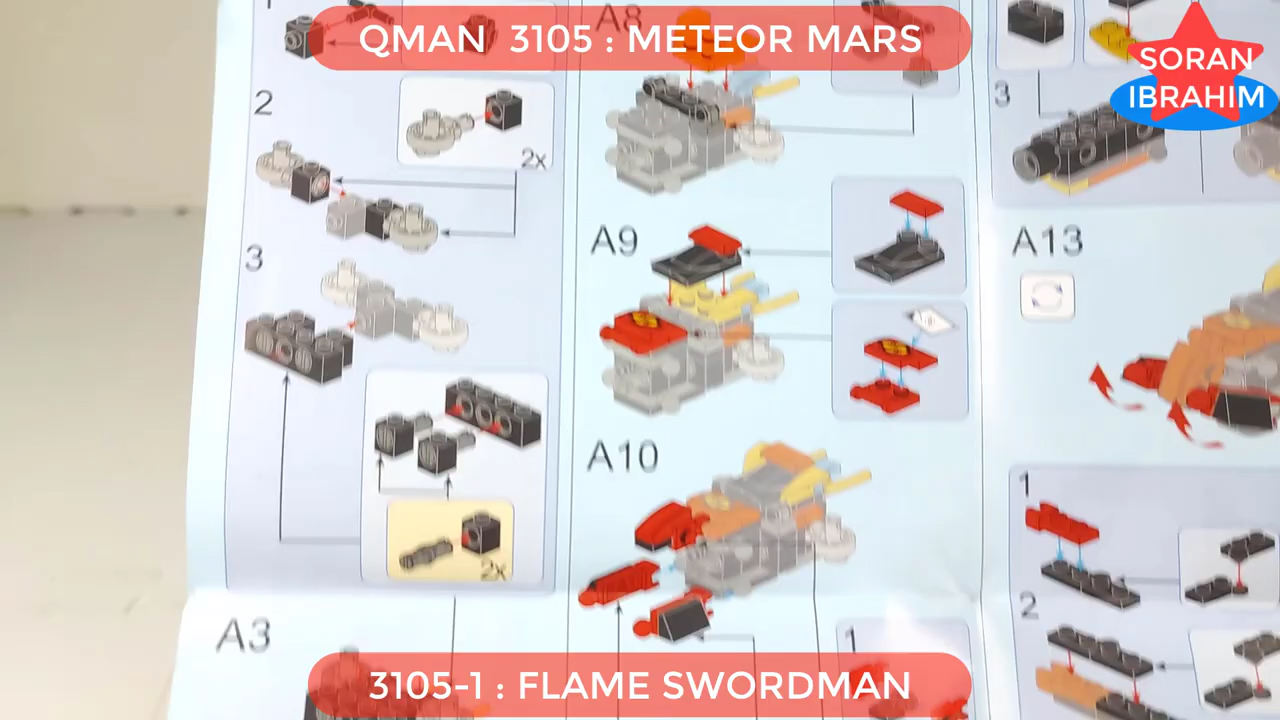 QMAN 3105 : METEOR MARS
SORAN
IBRAHIM
1
2
2x
3
2x
A3
A8
A9
A10
1
3
A13
1
2
3105-1 : FLAME SWORDMAN